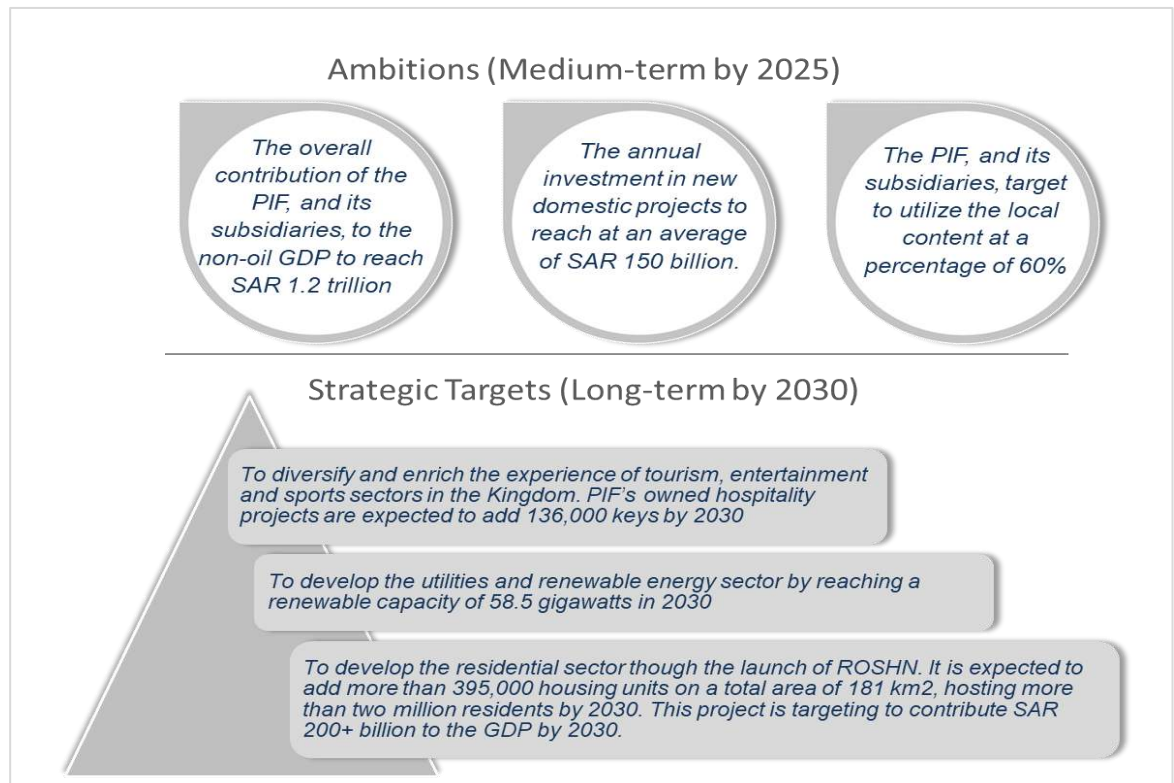 Ambitions (Medium-term by 2025)
The overall
contribution of the
PIF, and its
subsidiaries, to the
non-oil GDP to reach
SAR 1.2 trillion
The annual
investment in new
domestic projects to
reach at an average
of SAR 150 billion.
The PIF, and its
subsidiaries, target
to utilize the local
content at a
percentage of 60%
Strategic Targets (Long-term by 2030)
To diversify and enrich the experience of tourism, entertainment
and sports sectors in the Kingdom. PIF's owned hospitality
projects are expected to add 136,000 keys by 2030
To develop the utilities and renewable energy sector by reaching a
renewable capacity of 58.5 gigawatts in 2030
To develop the residential sector though the launch of ROSHN. It is expected to
add more than 395,000 housing units on a total area of 181 km2, hosting more
than two million residents by 2030. This project is targeting to contribute SAR
200+ billion to the GDP by 2030.